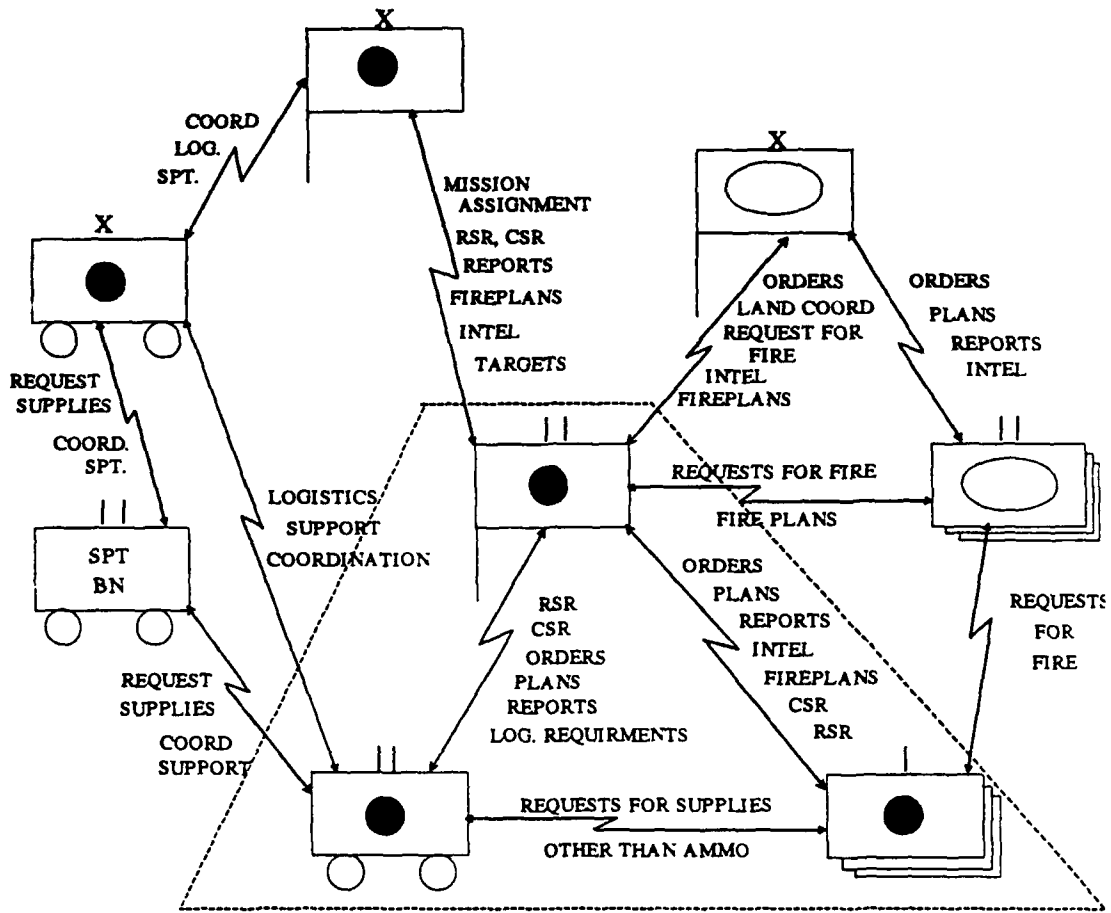 X
COORD
LOG.
SPT.
MISSION
ASSIGNMENT
RSR, CSR
REPORTS
FIREPLANS
INTEL
TARGETS
X
ORDERS
LAND COORD
REQUEST FOR
FIRE
INTEL
FIREPLANS
ORDERS
PLANS
REPORTS
INTEL
X
REQUEST
SUPPLIES
COORD.
SPT.
LOGISTICS
SUPPORT
COORDINATION
| |
SPT
BN
| |
REQUESTS FOR FIRE
FIRE PLANS
| |
REQUESTS
FOR
FIRE
REQUEST
SUPPLIES
COORD
SUPPORT
RSR
CSR
ORDERS
PLANS
REPORTS
LOG. REQUIRMENTS
ORDERS
PLANS
REPORTS
INTEL
FIREPLANS
CSR
RSR
| |
REQUESTS FOR SUPPLIES
OTHER THAN AMMO
|